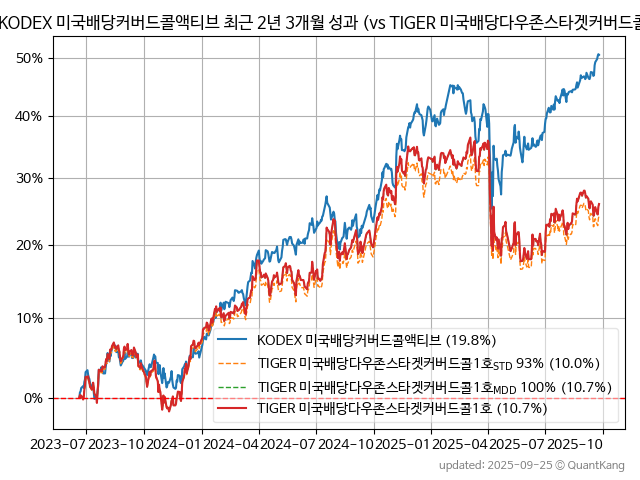 KODEX 미국배당커버드콜액티브 최근 2년 3개월 성과 (vs TIGER 미국배당다우존스타겟커버드콜
50%
40%
30%
20%
10%
0%
KODEX 미국배당커버드콜액티브 (19.8%)
TIGER 미국배당다우존스타겟커버드콜1호STD 93% (10.0%)
TIGER 미국배당다우존스타겟커버드콜1호MDD 100% (10.7%)
TIGER 미국배당다우존스타겟커버드콜1호 (10.7%)
2023-07 2023-10 2024-01 2024-04 2024-07 2024-10 2025-01 2025-04 2025-07 2025-10
updated: 2025-09-25 © QuantKang